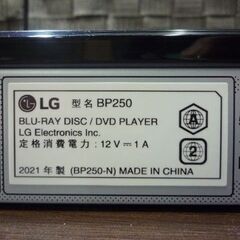 LG 型名 BP250
BLU-RAY DISC / DVD PLAYER
LG Electronics Inc.
定格消費電力：12 V⎓1 A
2021 年製 (BP250-N) MADE IN CHINA
A
2